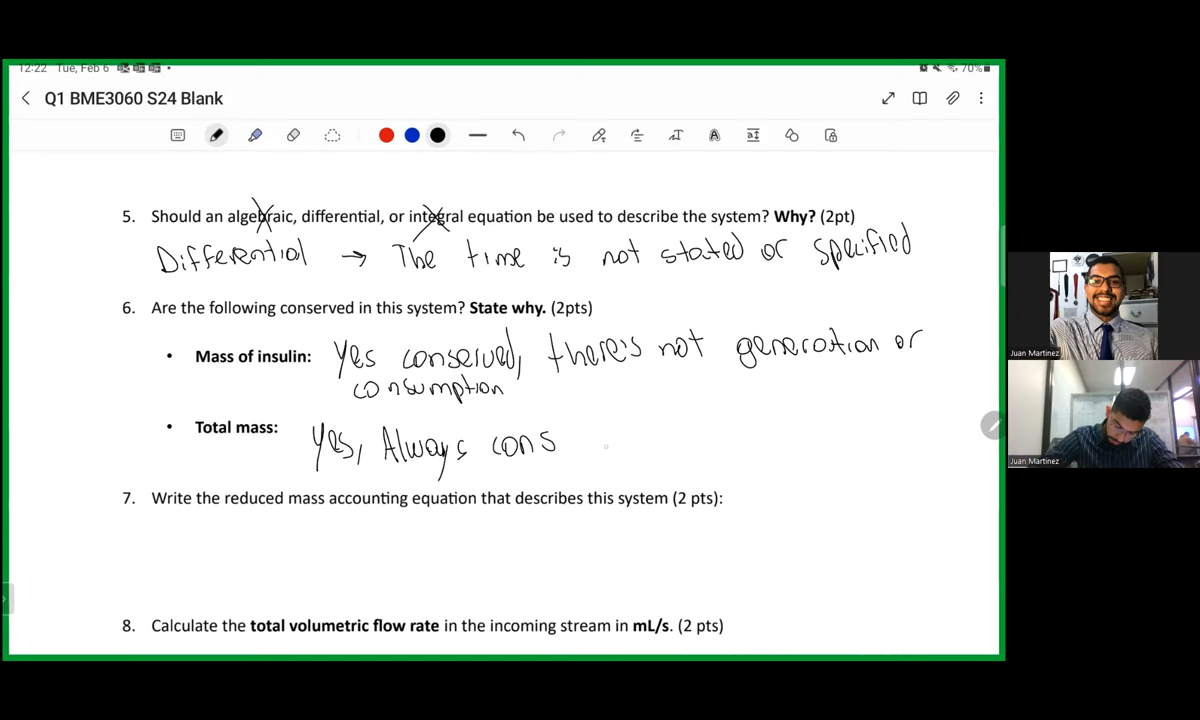 12:22 Tue, Feb 6
70%
Q1 BME3060 S24 Blank
5. Should an algebraic, differential, or integral equation be used to describe the system? Why? (2pt)
Differential → The time is not stated or specified
6. Are the following conserved in this system? State why. (2pts)
• Mass of insulin: Yes conserved, there's not generation or
consumption
• Total mass: Yes, Always cons
7. Write the reduced mass accounting equation that describes this system (2 pts):
8. Calculate the total volumetric flow rate in the incoming stream in mL/s. (2 pts)
Juan Martinez
Juan Martinez